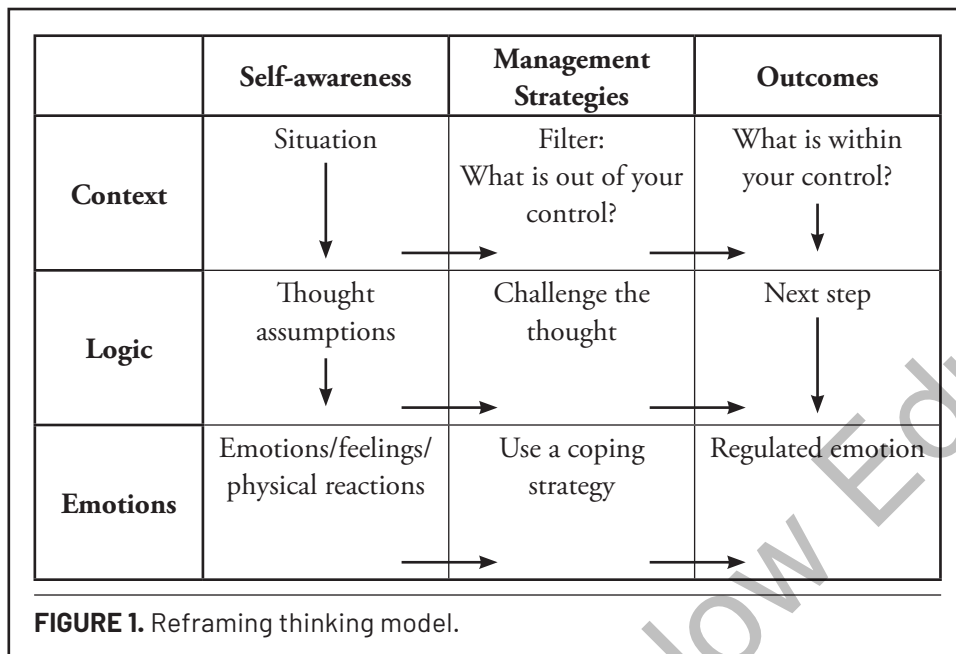 Self-awareness
Management
Strategies
Outcomes
Context
Situation
Filter:
What is out of your
control?
What is within
your control?
Logic
Thought
assumptions
Challenge the
thought
Next step
Emotions
Emotions/feelings/
physical reactions
Use a coping
strategy
Regulated emotion
FIGURE 1. Reframing thinking model.